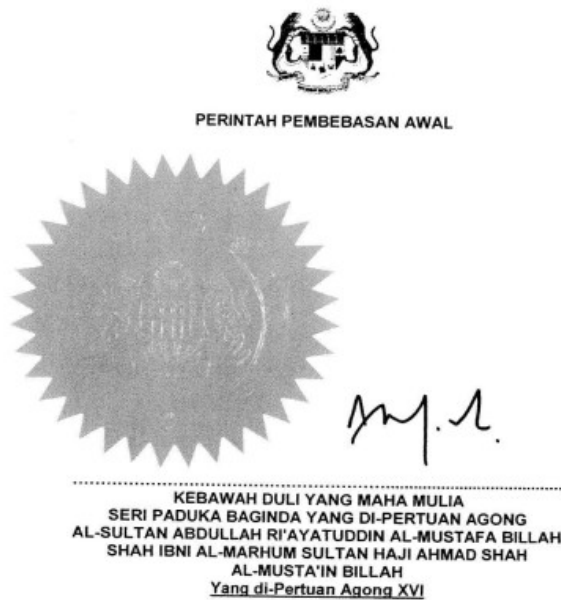 PERINTAH PEMBEBASAN AWAL
KEBAWAH DULI YANG MAHA MULIA
SERI PADUKA BAGINDA YANG DI-PERTUAN AGONG
AL-SULTAN ABDULLAH RI'AYATUDDIN AL-MUSTAFA BILLAH
SHAH IBNI AL-MARHUM SULTAN HAJI AHMAD SHAH
AL-MUSTA'IN BILLAH
Yang di-Pertuan Agong XVI